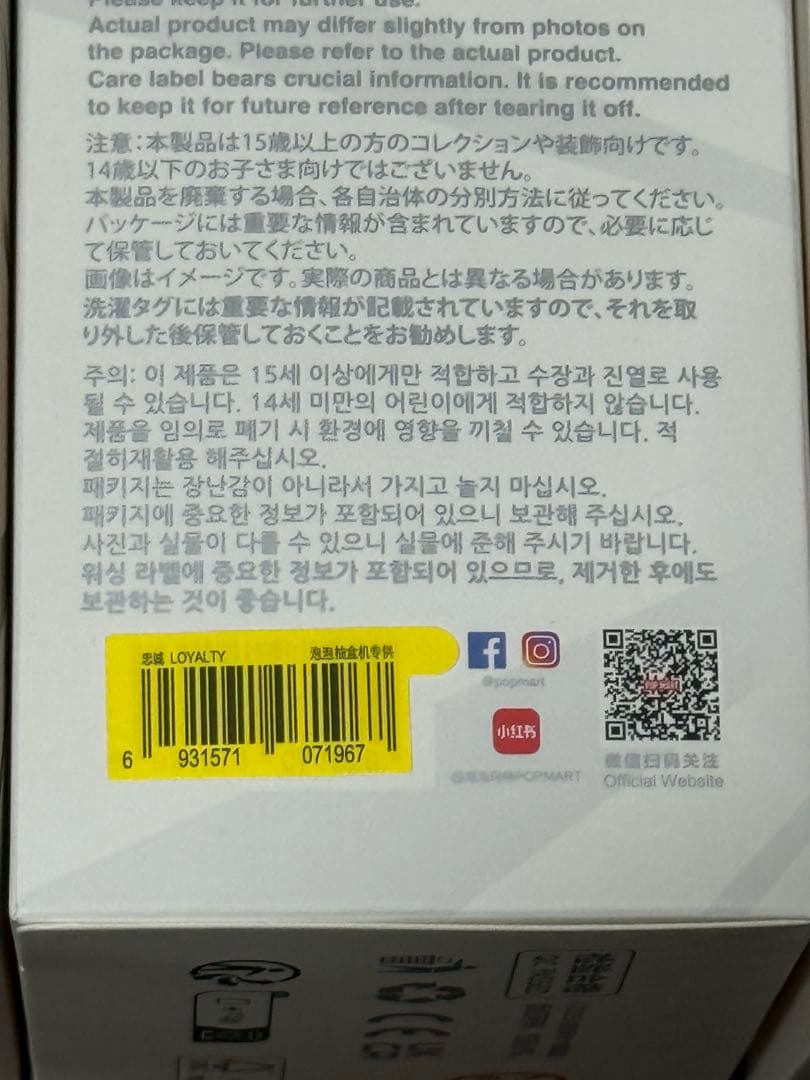 Please keep it for further use.
Actual product may differ slightly from photos on
the package. Please refer to the actual product.
Care label bears crucial information. It is recommended
to keep it for future reference after tearing it off.
注意:本製品は15歳以上の方のコレクションや装飾向けです。
14歳以下のお子さま向けではございません。
本製品を廃棄する場合、各自治体の分別方法に従ってください。
パッケージには重要な情報が含まれていますので、必要に応じ
て保管しておいてください。
画像はイメージです。実際の商品とは異なる場合があります。
洗濯タグには重要な情報が記載されていますので、それを取
り外した後保管しておくことをお勧めします。
주의: 이 제품은 15세 이상에게만 적합하고 수장과 진열로 사용
될 수 있습니다. 14세 미만의 어린이에게 적합하지 않습니다.
제품을 임의로 패기 시 환경에 영향을 끼칠 수 있습니다. 적
절히재활용 해주십시오.
패키지는 장난감이 아니라서 가지고 놀지 마십시오.
패키지에 중요한 정보가 포함되어 있으니 보관해 주십시오.
사진과 실물이 다를 수 있으니 실물에 준해 주시기 바랍니다.
워싱 라벨에 중요한 정보가 포함되어 있으므로, 제거한 후에도
보관하는 것이 좋습니다.
忠诚 LOYALTY 泡泡柚盒机专供
6 931571 071967
@popmart
小红书
POPMART
POP MART
微信扫码关注
Official Website